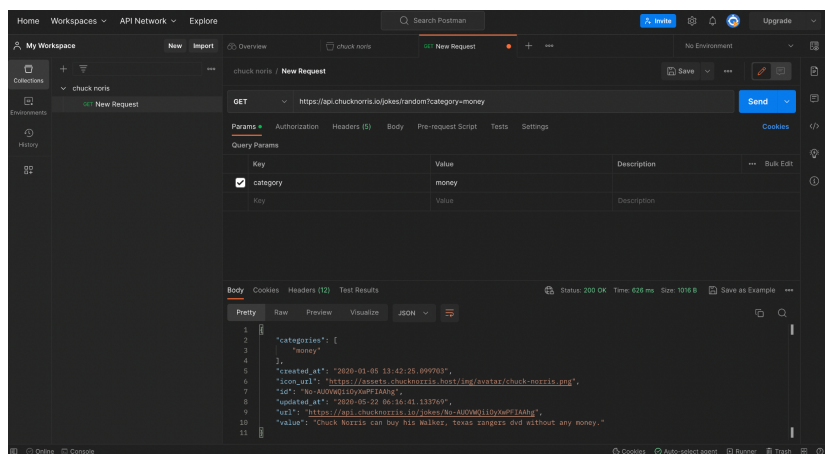 Home Workspaces API Network Explore Search Postman Invite Upgrade
My Workspace New Import Overview chuck noris GET New Request No Environment
Collections
Environments
History
chuck noris
GET New Request
chuck noris / New Request Save
GET https://api.chucknorris.io/jokes/random?category=money Send
Params Authorization Headers (5) Body Pre-request Script Tests Settings Cookies
Query Params
Key Value Description Bulk Edit
category money
Key Value Description
Body Cookies Headers (12) Test Results Status: 200 OK Time: 626 ms Size: 1016 B Save as Example
Pretty Raw Preview Visualize JSON
1 {
2 "categories": [
3 "money"
4 ],
5 "created_at": "2020-01-05 13:42:25.099703",
6 "icon_url": "https://assets.chucknorris.host/img/avatar/chuck-norris.png",
7 "id": "No-AUOVWQiiOyXwPFIAAhg",
8 "updated_at": "2020-05-22 06:16:41.133769",
9 "url": "https://api.chucknorris.io/jokes/No-AUOVWQiiOyXwPFIAAhg",
10 "value": "Chuck Norris can buy his Walker, texas rangers dvd without any money."
11 }
Online Console Cookies Auto-select agent Runner Trash